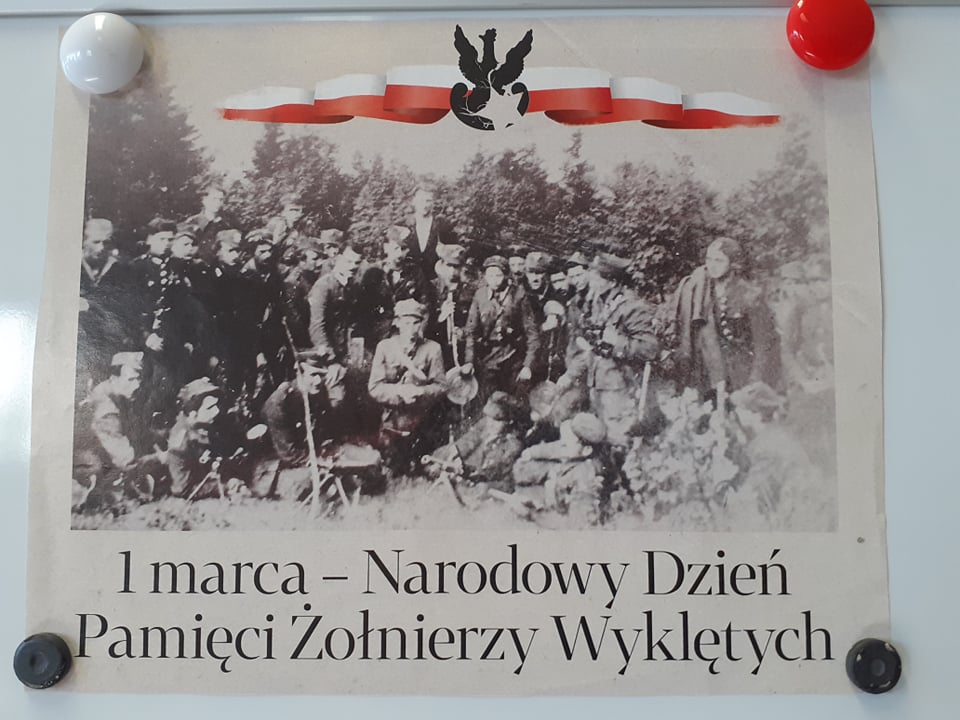 1 marca – Narodowy Dzień
Pamięci Żołnierzy Wyklętych